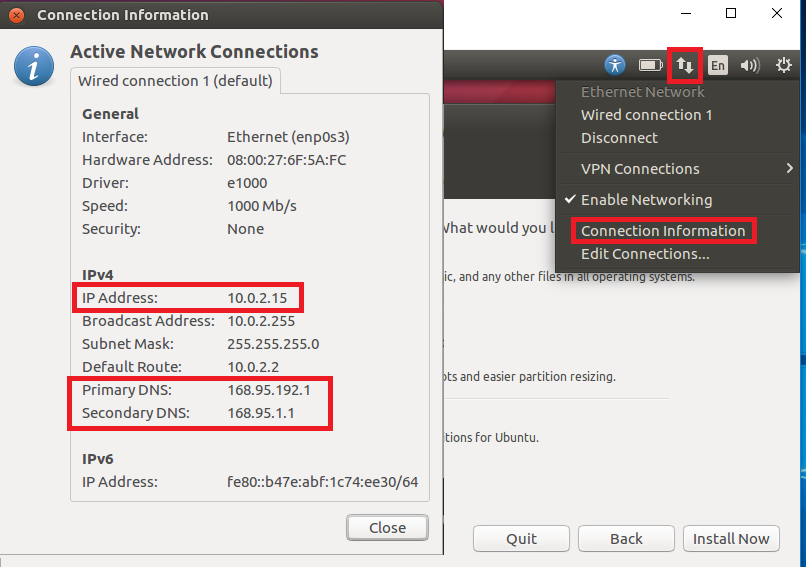 Connection Information
Active Network Connections
Wired connection 1 (default)
General
Interface: Ethernet (enp0s3)
Hardware Address: 08:00:27:6F:5A:FC
Driver: e1000
Speed: 1000 Mb/s
Security: None
IPv4
IP Address: 10.0.2.15
Broadcast Address: 10.0.2.255
Subnet Mask: 255.255.255.0
Default Route: 10.0.2.2
Primary DNS: 168.95.192.1
Secondary DNS: 168.95.1.1
IPv6
IP Address: fe80::b47e:abf:1c74:ee30/64
Close
En
Ethernet Network
Wired connection 1
Disconnect
VPN Connections
Enable Networking
Connection Information
Edit Connections...
What would you l
ic, and any other files in all operating systems.
ots and easier partition resizing.
tions for Ubuntu.
Quit
Back
Install Now